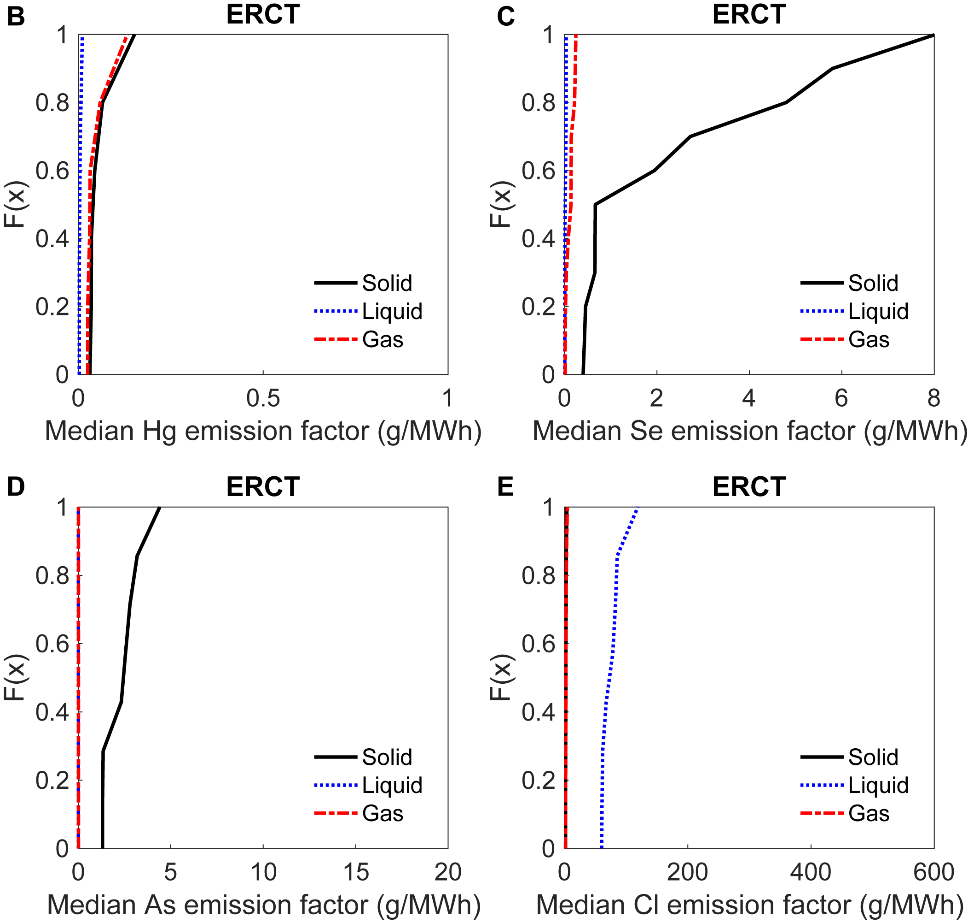 B ERCT
1
0.8
0.6
0.4
0.2
0
F(x)
Solid
Liquid
Gas
0 0.5 1
Median Hg emission factor (g/MWh)
C ERCT
1
0.8
0.6
0.4
0.2
0
F(x)
Solid
Liquid
Gas
0 2 4 6 8
Median Se emission factor (g/MWh)
D ERCT
1
0.8
0.6
0.4
0.2
0
F(x)
Solid
Liquid
Gas
0 5 10 15 20
Median As emission factor (g/MWh)
E ERCT
1
0.8
0.6
0.4
0.2
0
F(x)
Solid
Liquid
Gas
0 200 400 600
Median Cl emission factor (g/MWh)